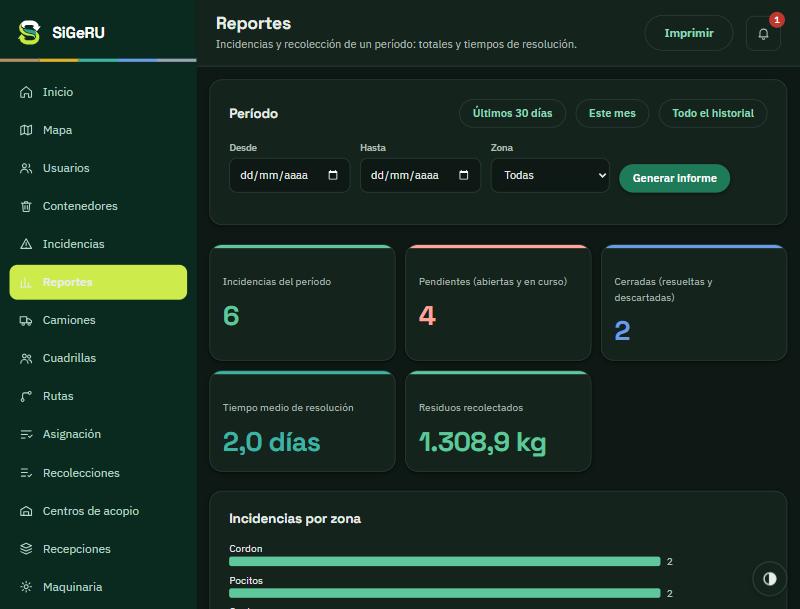 SiGeRU
Inicio
Mapa
Usuarios
Contenedores
Incidencias
Reportes
Camiones
Cuadrillas
Rutas
Asignación
Recolecciones
Centros de acopio
Recepciones
Maquinaria
Reportes
Incidencias y recolección de un período: totales y tiempos de resolución.
Imprimir
1
Período
Últimos 30 días
Este mes
Todo el historial
Desde
Hasta
Zona
dd/mm/aaaa
dd/mm/aaaa
Todas
Generar informe
Incidencias del período
6
Pendientes (abiertas y en curso)
4
Cerradas (resueltas y
descartadas)
2
Tiempo medio de resolución
2,0 días
Residuos recolectados
1.308,9 kg
Incidencias por zona
Cordon
2
Pocitos
2